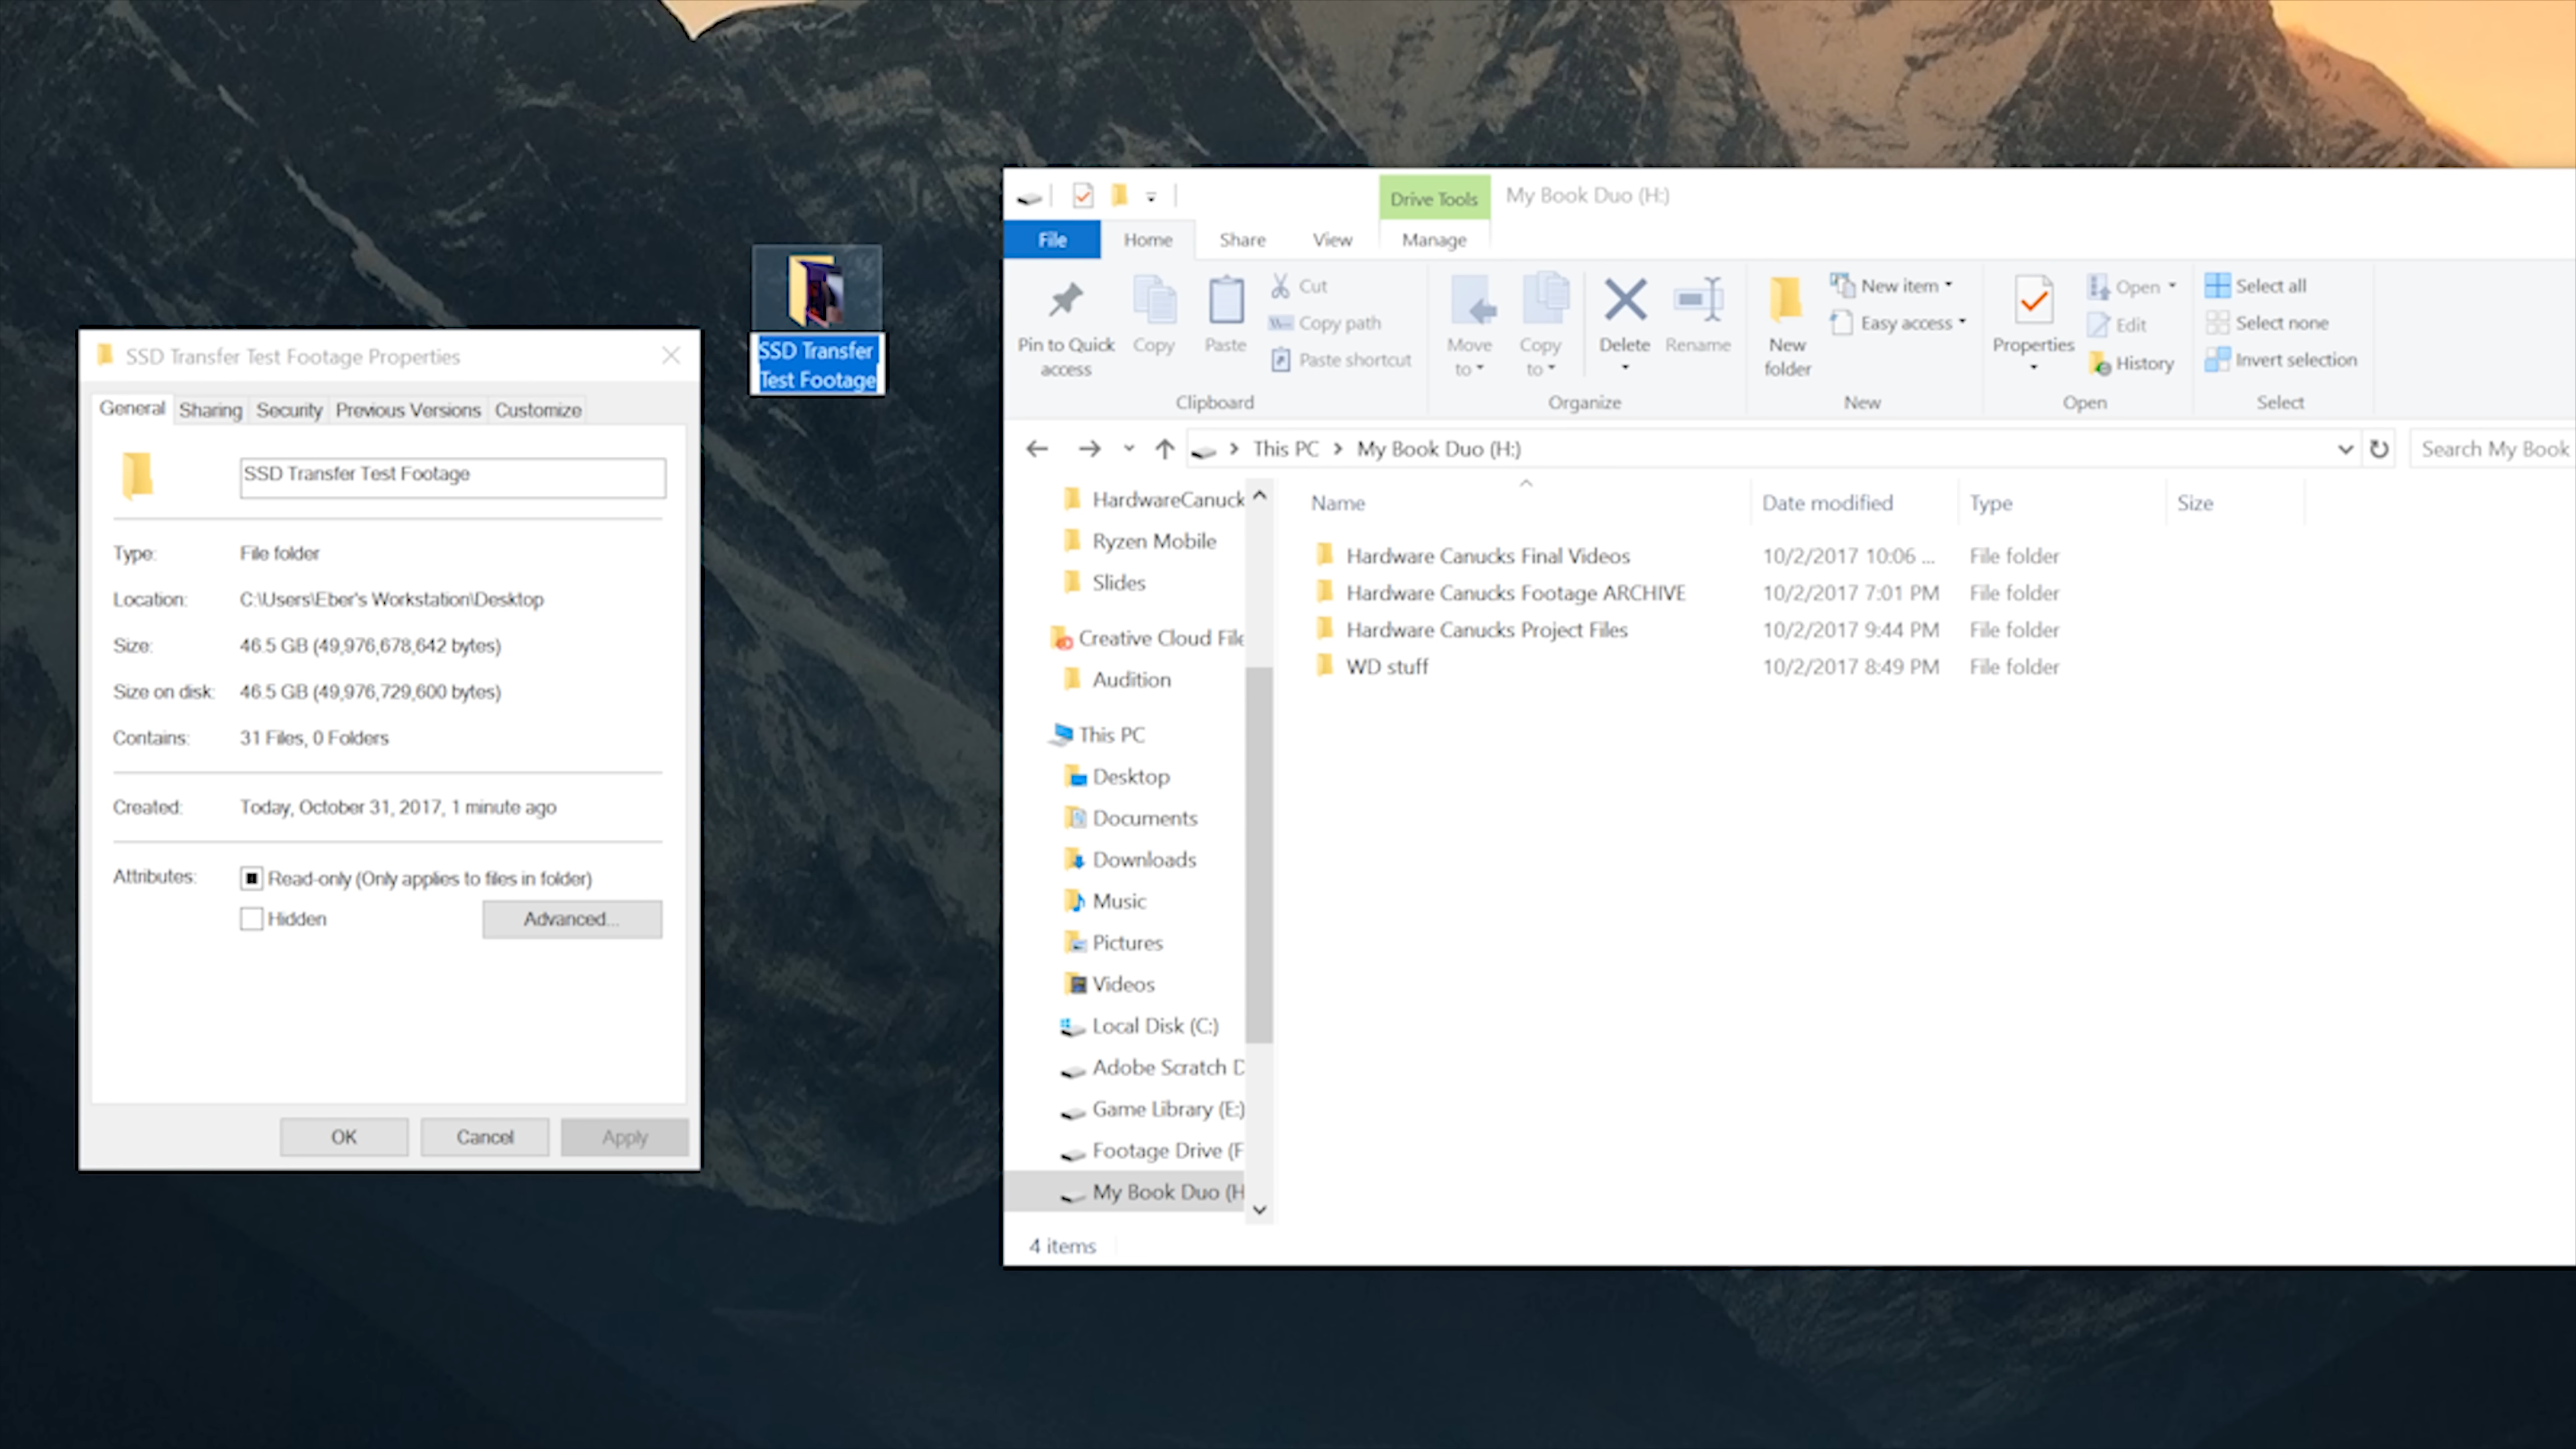 SSD Transfer Test Footage Properties
General Sharing Security Previous Versions Customize
SSD Transfer Test Footage
Type: File folder
Location: C:\Users\Eber's Workstation\Desktop
Size: 46.5 GB (49,976,678,642 bytes)
Size on disk: 46.5 GB (49,976,729,600 bytes)
Contains: 31 Files, 0 Folders
Created: Today, October 31, 2017, 1 minute ago
Attributes: Read-only (Only applies to files in folder)
Hidden Advanced...
OK Cancel Apply
SSD Transfer
Test Footage
Drive Tools My Book Duo (H:)
File Home Share View Manage
Pin to Quick
access
Copy
Paste
Cut
Copy path
Paste shortcut
Clipboard
Move
to
Copy
to
Delete
Rename
Organize
New
folder
New item
Easy access
New
Properties
Open
Edit
History
Open
Select all
Select none
Invert selection
Select
This PC > My Book Duo (H:)
Search My Book
HardwareCanuck
Ryzen Mobile
Slides
Creative Cloud File
Audition
This PC
Desktop
Documents
Downloads
Music
Pictures
Videos
Local Disk (C:)
Adobe Scratch D
Game Library (E:)
Footage Drive (F
My Book Duo (H
Name Date modified Type Size
Hardware Canucks Final Videos 10/2/2017 10:06 ... File folder
Hardware Canucks Footage ARCHIVE 10/2/2017 7:01 PM File folder
Hardware Canucks Project Files 10/2/2017 9:44 PM File folder
WD stuff 10/2/2017 8:49 PM File folder
4 items